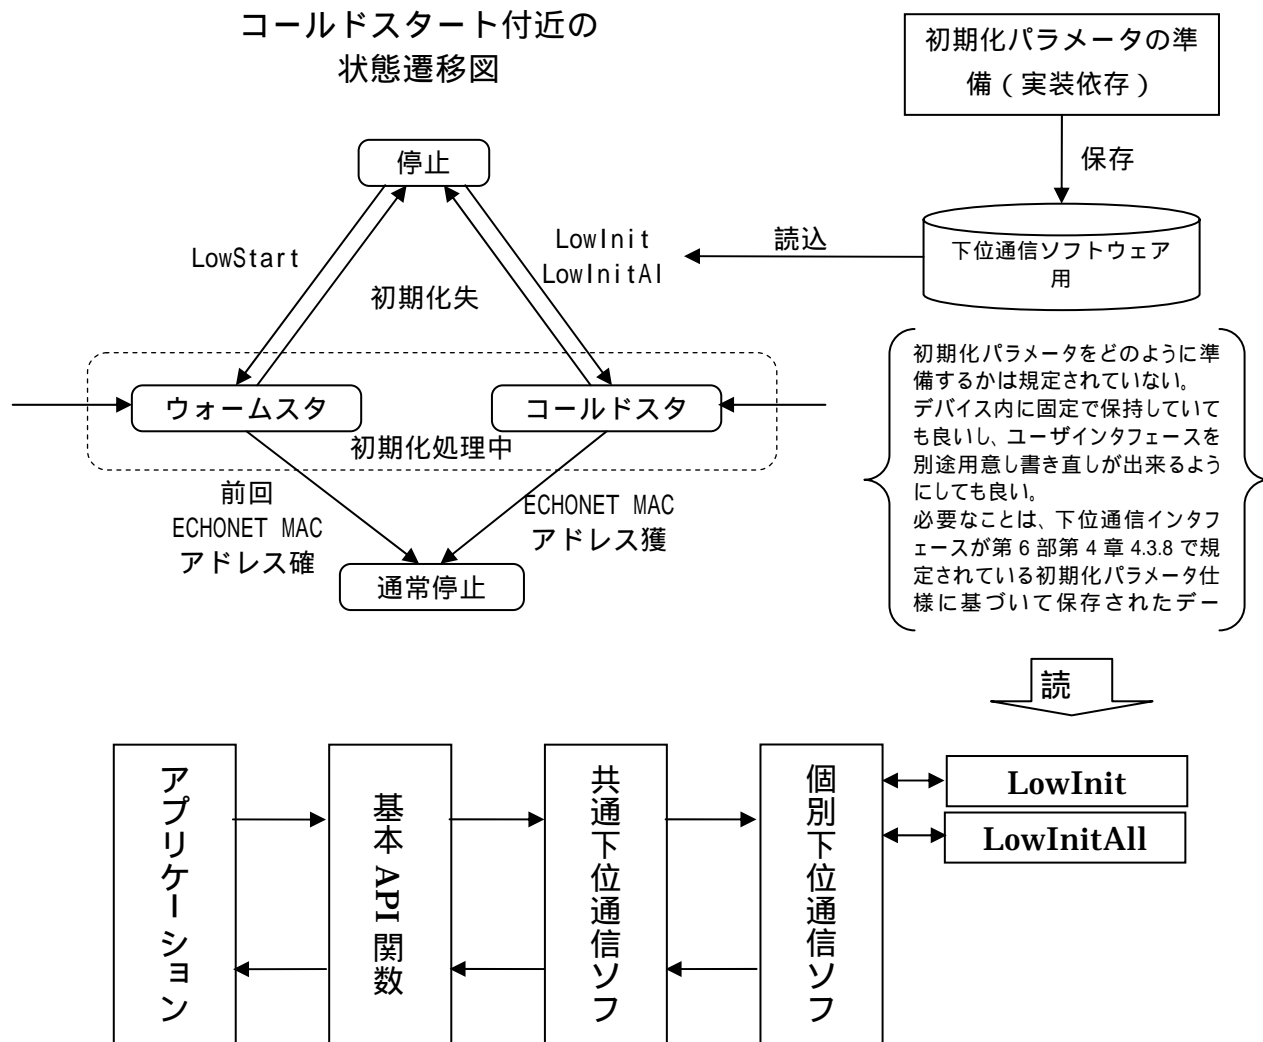 コールドスタート付近の
状態遷移図
初期化パラメータの準
備（実装依存）
保存
下位通信ソフトウェア
用
読込
停止
LowStart
LowInit
LowInitAl
初期化失
ウォームスタ
コールドスタ
初期化処理中
前回
ECHONET MAC
アドレス確
ECHONET MAC
アドレス獲
通常停止
初期化パラメータをどのように準
備するかは規定されていない。
デバイス内に固定で保持していて
も良いし、ユーザインタフェースを
別途用意し書き直しが出来るよう
にしても良い。
必要なことは、下位通信インタフ
ェースが第 6 部第 4 章 4.3.8 で規
定されている初期化パラメータ仕
様に基づいて保存されたデー
読
アプリケーション
基本 API 関数
共通下位通信ソフ
個別下位通信ソフ
LowInit
LowInitAll